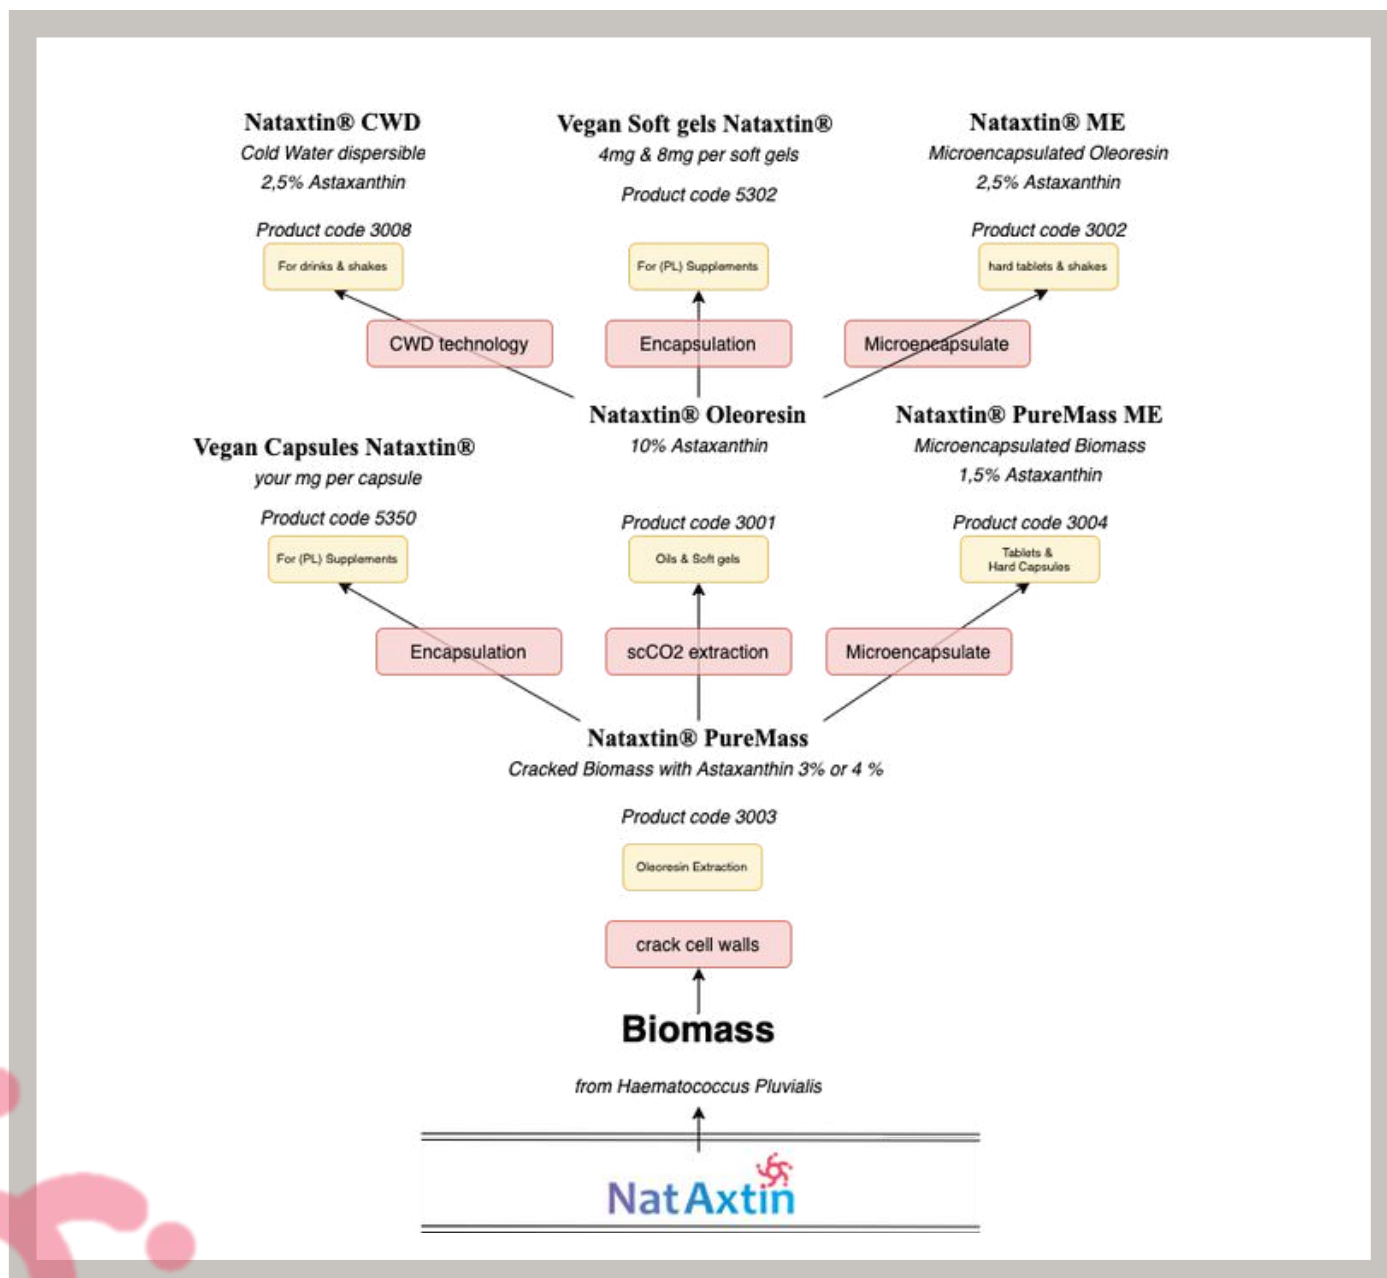 Nataxtin® CWD
Cold Water dispersible
2,5% Astaxanthin
Product code 3008
For drinks & shakes
Vegan Soft gels Nataxtin®
4mg & 8mg per soft gels
Product code 5302
For (PL) Supplements
Nataxtin® ME
Microencapsulated Oleoresin
2,5% Astaxanthin
Product code 3002
hard tablets & shakes
CWD technology
Encapsulation
Microencapsulate
Vegan Capsules Nataxtin®
your mg per capsule
Product code 5350
For (PL) Supplements
Nataxtin® Oleoresin
10% Astaxanthin
Product code 3001
Oils & Soft gels
Nataxtin® PureMass ME
Microencapsulated Biomass
1,5% Astaxanthin
Product code 3004
Tablets &
Hard Capsules
Encapsulation
scCO2 extraction
Microencapsulate
Nataxtin® PureMass
Cracked Biomass with Astaxanthin 3% or 4 %
Product code 3003
Oleoresin Extraction
crack cell walls
Biomass
from Haematococcus Pluvialis
NatAxtin